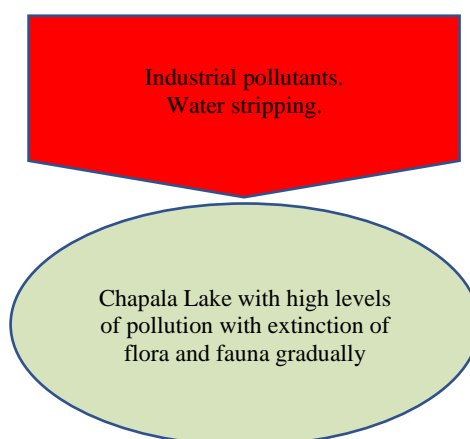 Industrial pollutants.
Water stripping.
Chapala Lake with high levels
of pollution with extinction of
flora and fauna gradually